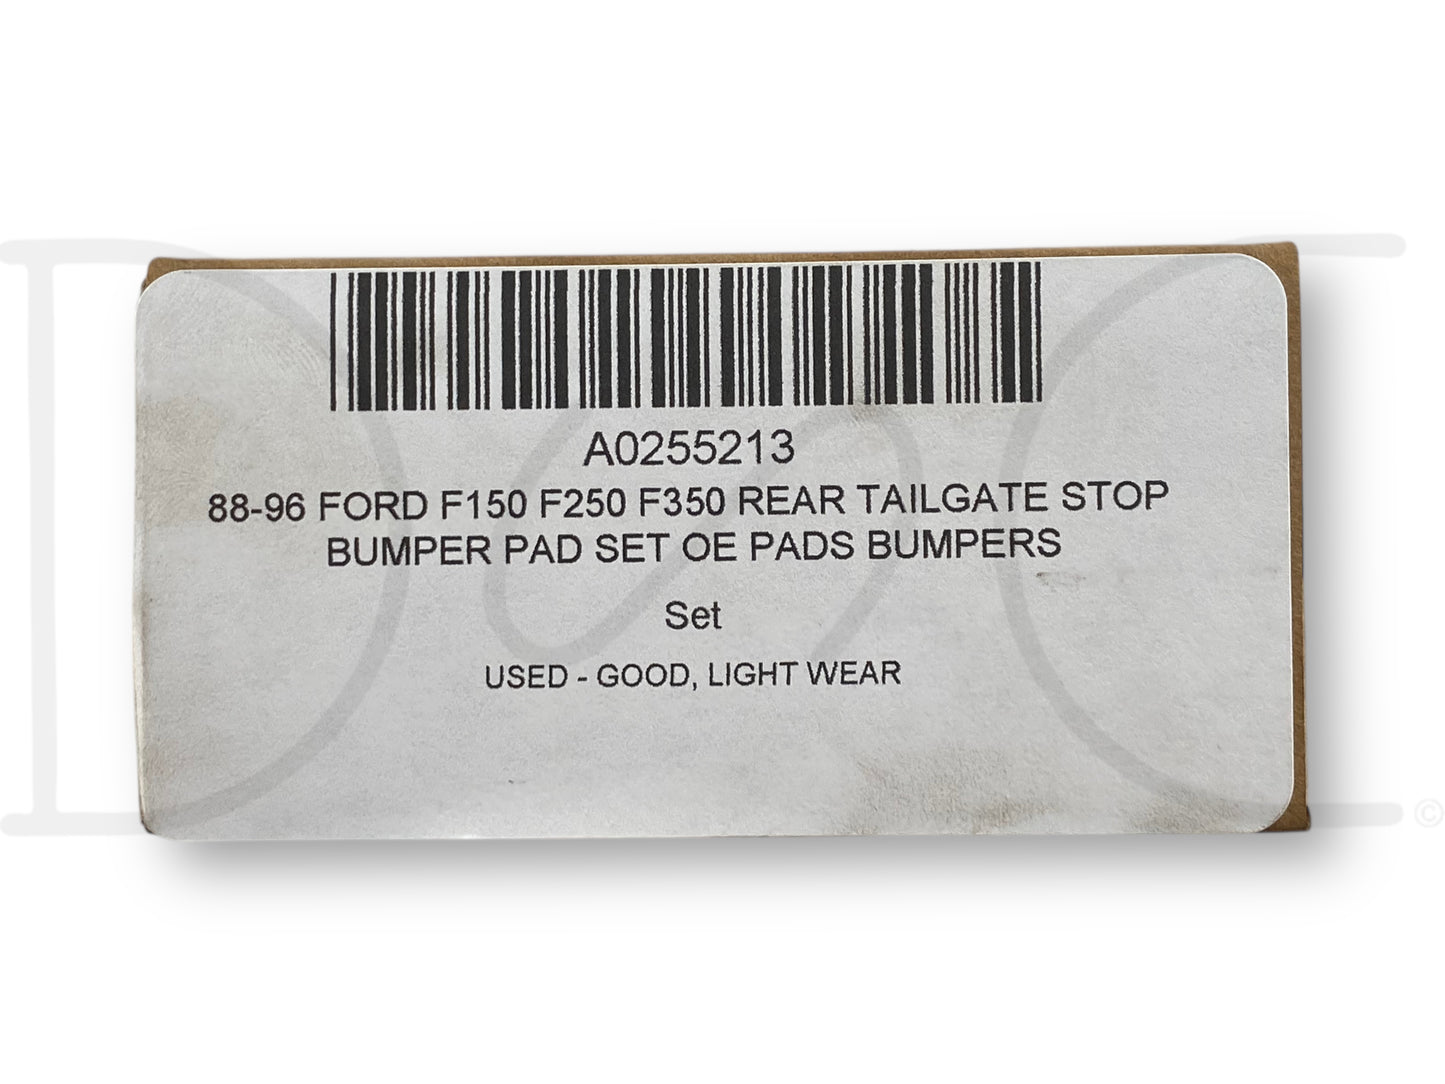 A0255213
88-96 FORD F150 F250 F350 REAR TAILGATE STOP
BUMPER PAD SET OE PADS BUMPERS
Set
USED - GOOD, LIGHT WEAR
©